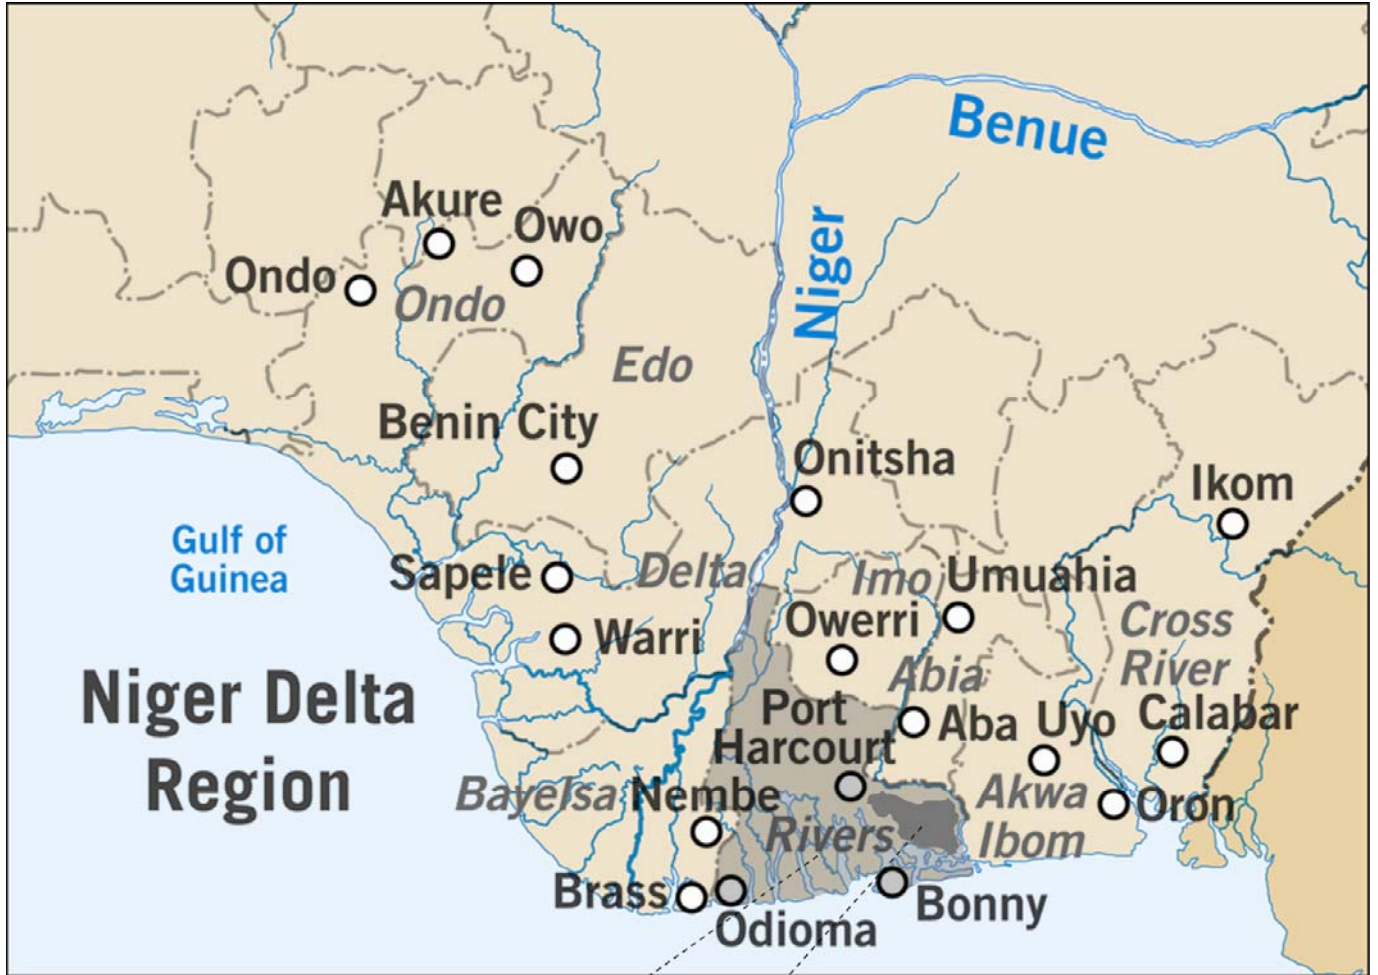 Benue
Akure
Owo
Niger
Ondo
Ondo
Edo
Benin City
Onitsha
Ikom
Gulf of
Guinea
Sapele
Delta
Imo
Umuahia
Warri
Owerri
Cross
River
Abia
Niger Delta
Region
Port
Harcourt
Aba
Uyo
Calabar
Bayelsa
Nembe
Akwa
Ibom
Oron
Rivers
Brass
Odioma
Bonny